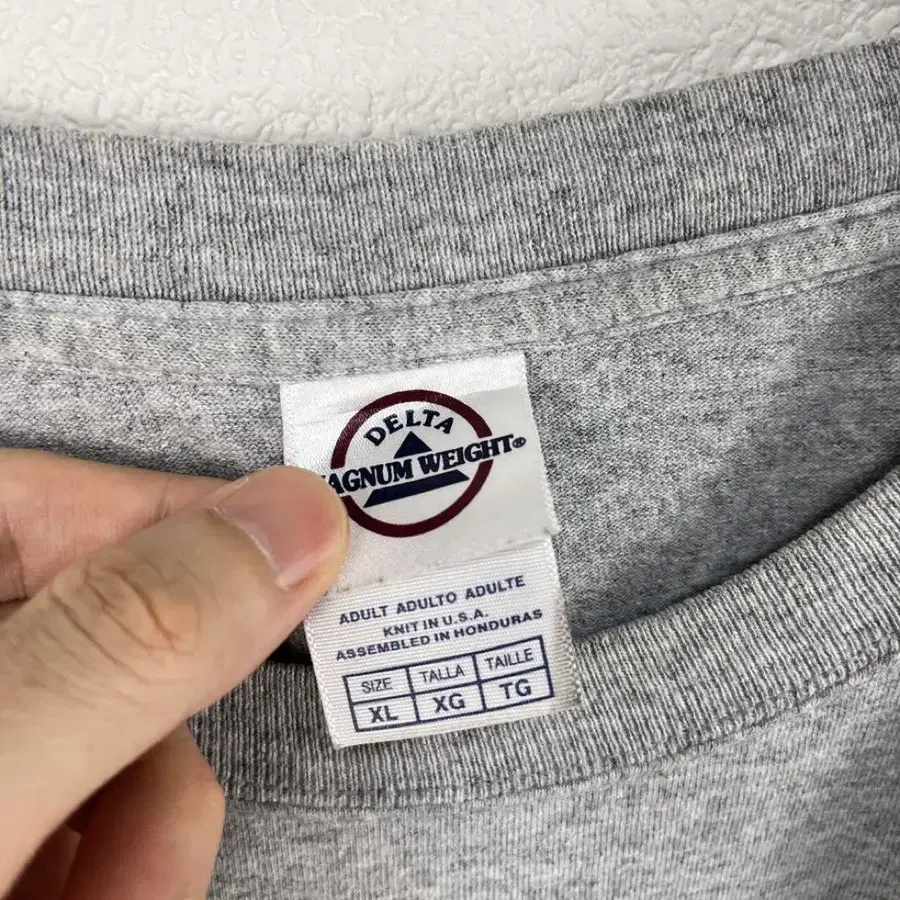 DELTA
AGNUM WEIGHT®
ADULT ADULTO ADULTE
KNIT IN U.S.A.
ASSEMBLED IN HONDURAS
SIZE TALLA TAILLE
XL XG TG